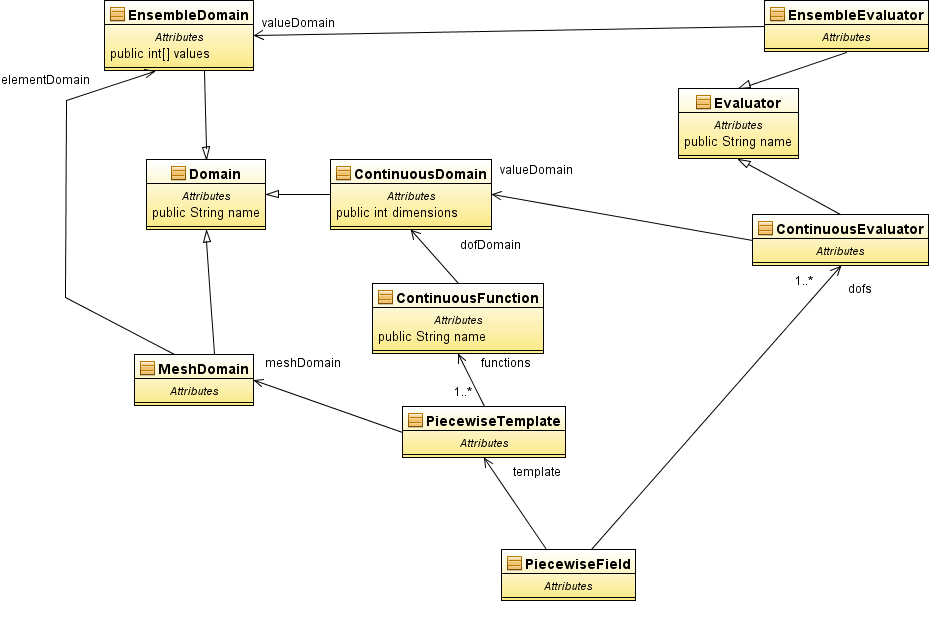 EnsembleDomain
Attributes
public int[] values
valueDomain
EnsembleEvaluator
Attributes
elementDomain
Evaluator
Attributes
public String name
Domain
Attributes
public String name
ContinuousDomain
Attributes
public int dimensions
valueDomain
ContinuousEvaluator
Attributes
dofDomain
1..*
dofs
ContinuousFunction
Attributes
public String name
MeshDomain
Attributes
meshDomain
functions
1..*
PiecewiseTemplate
Attributes
template
PiecewiseField
Attributes